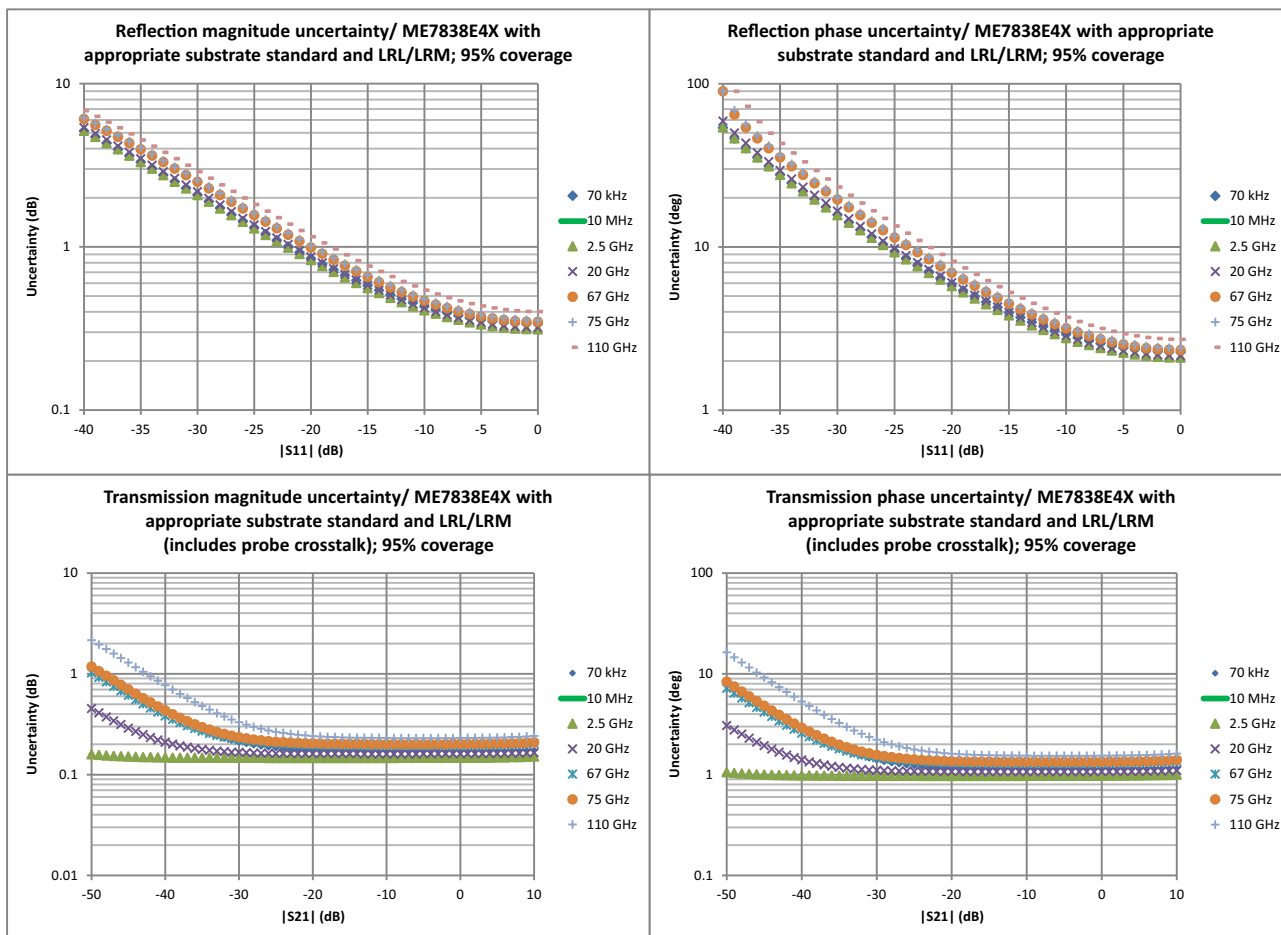 Reflection magnitude uncertainty/ ME7838E4X with
appropriate substrate standard and LRL/LRM; 95% coverage
10
1
0.1
Uncertainty (dB)
-40 -35 -30 -25 -20 -15 -10 -5 0
|S11| (dB)
70 kHz
10 MHz
2.5 GHz
20 GHz
67 GHz
75 GHz
110 GHz
Reflection phase uncertainty/ ME7838E4X with appropriate
substrate standard and LRL/LRM; 95% coverage
100
10
1
Uncertainty (deg)
-40 -35 -30 -25 -20 -15 -10 -5 0
|S11| (dB)
70 kHz
10 MHz
2.5 GHz
20 GHz
67 GHz
75 GHz
110 GHz
Transmission magnitude uncertainty/ ME7838E4X with
appropriate substrate standard and LRL/LRM
(includes probe crosstalk); 95% coverage
10
1
0.1
0.01
Uncertainty (dB)
-50 -40 -30 -20 -10 0 10
|S21| (dB)
70 kHz
10 MHz
2.5 GHz
20 GHz
67 GHz
75 GHz
110 GHz
Transmission phase uncertainty/ ME7838E4X with
appropriate substrate standard and LRL/LRM
(includes probe crosstalk); 95% coverage
100
10
1
0.1
Uncertainty (deg)
-50 -40 -30 -20 -10 0 10
|S21| (dB)
70 kHz
10 MHz
2.5 GHz
20 GHz
67 GHz
75 GHz
110 GHz